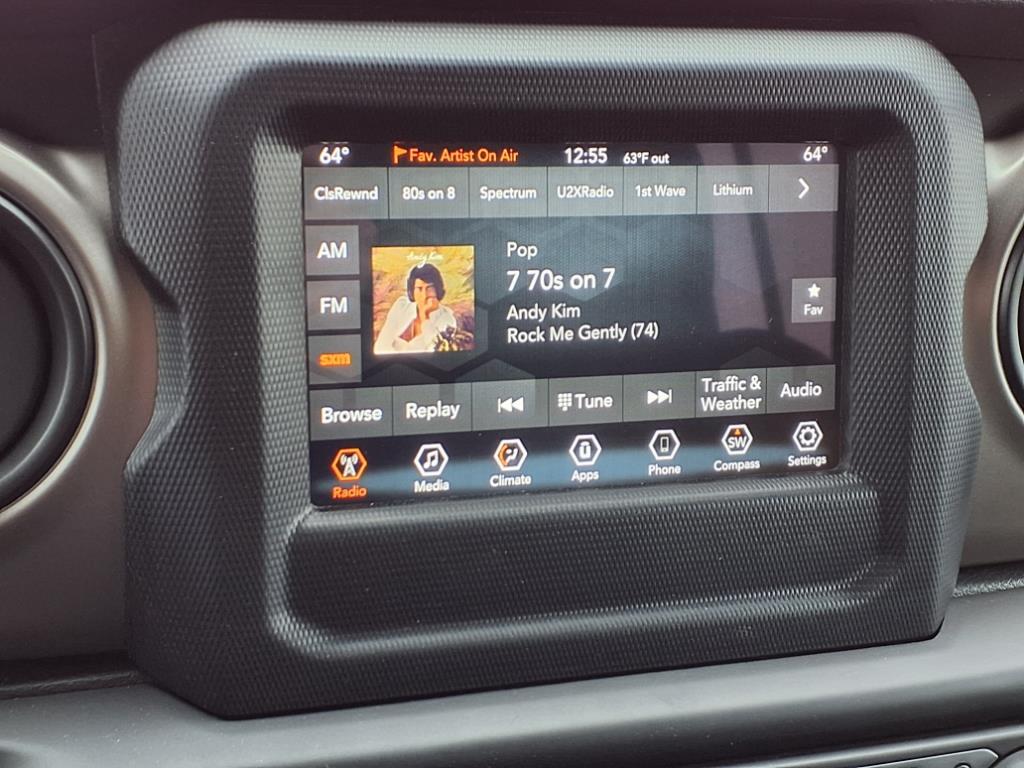 64° Fav. Artist On Air 12:55 63°F out 64°
ClsRewnd 80s on 8 Spectrum U2XRadio 1st Wave Lithium
AM
FM
sxm
Andy Kim
Pop
7 70s on 7
Andy Kim
Rock Me Gently (74)
Fav
Browse Replay Tune Traffic & Weather Audio
SW
Radio Media Climate Apps Phone Compass Settings